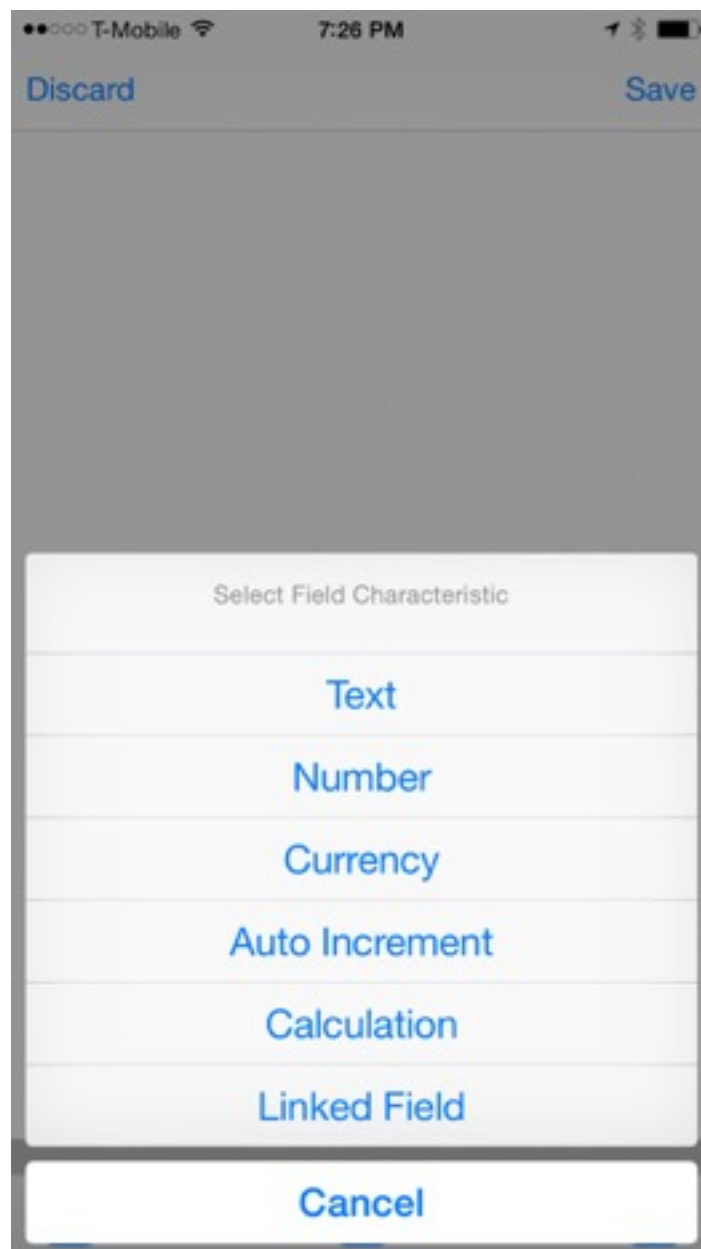 T-Mobile 7:26 PM
Discard Save
Select Field Characteristic
Text
Number
Currency
Auto Increment
Calculation
Linked Field
Cancel